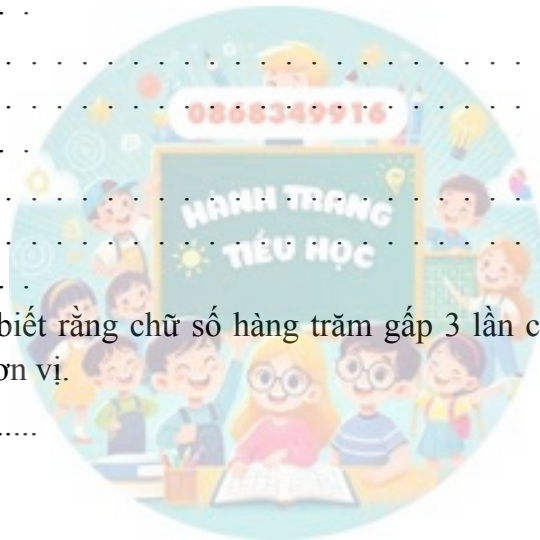 . .
. . . . . . . . . . . . . . . . . . . . .
0868349916
. . . . . . . . . . . . . . . . . . . . .
. .
HÀNH TRANG
. . . . . . . . . . . . . . . . . . . . .
TIỂU HỌC
. . . . . . . . . . . . . . . . . . . . .
. .
biết rằng chữ số hàng trăm gấp 3 lần c
ơn vị.
.....